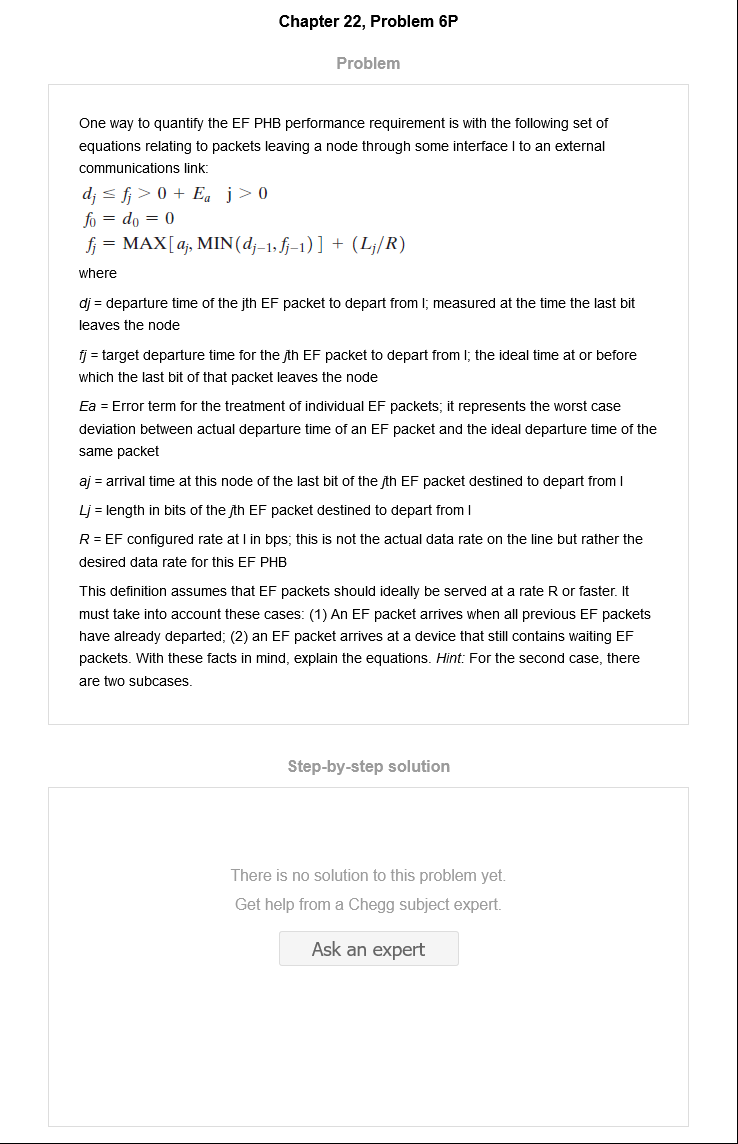 Chapter 22, Problem 6P
Problem
One way to quantify the EF PHB performance requirement is with the following set of
equations relating to packets leaving a node through some interface I to an external
communications link:
dj ≤ fj > 0 + Ea j > 0
f0 = d0 = 0
fj = MAX[aj, MIN(dj−1, fj−1)] + (Lj/R)
where
dj = departure time of the jth EF packet to depart from I; measured at the time the last bit
leaves the node
fj = target departure time for the jth EF packet to depart from I; the ideal time at or before
which the last bit of that packet leaves the node
Ea = Error term for the treatment of individual EF packets; it represents the worst case
deviation between actual departure time of an EF packet and the ideal departure time of the
same packet
aj = arrival time at this node of the last bit of the jth EF packet destined to depart from I
Lj = length in bits of the jth EF packet destined to depart from I
R = EF configured rate at I in bps; this is not the actual data rate on the line but rather the
desired data rate for this EF PHB
This definition assumes that EF packets should ideally be served at a rate R or faster. It
must take into account these cases: (1) An EF packet arrives when all previous EF packets
have already departed; (2) an EF packet arrives at a device that still contains waiting EF
packets. With these facts in mind, explain the equations. Hint: For the second case, there
are two subcases.
Step-by-step solution
There is no solution to this problem yet.
Get help from a Chegg subject expert.
Ask an expert